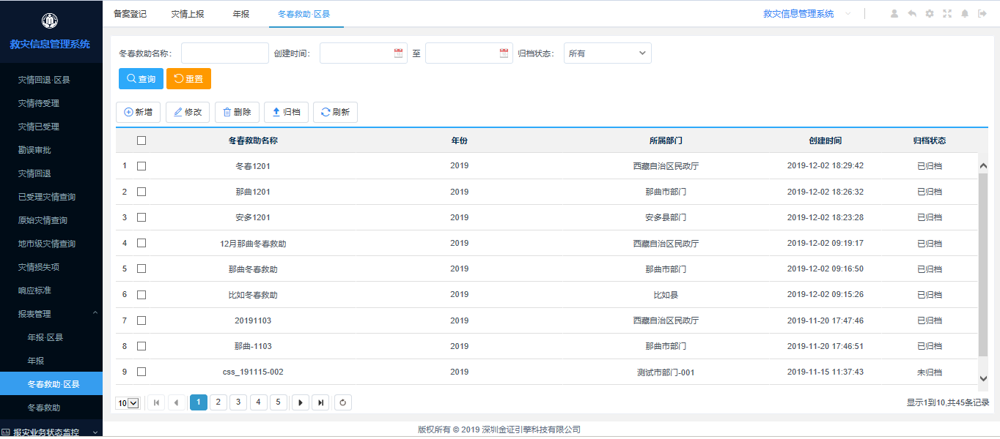 救灾信息管理系统
灾情回退·区县
灾情待受理
灾情已受理
勘误审批
灾情回退
已受理灾情查询
原始灾情查询
地市级灾情查询
灾情损失项
响应标准
报表管理
年报·区县
年报
冬春救助·区县
冬春救助
报灾业务状态监控
备案登记 灾情上报 年报 冬春救助·区县 救灾信息管理系统
冬春救助名称： 创建时间： 至 归档状态： 所有
查询 重置
新增 修改 删除 归档 刷新
冬春救助名称 年份 所属部门 创建时间 归档状态
1 冬春1201 2019 西藏自治区民政厅 2019-12-02 18:29:42 已归档
2 那曲1201 2019 那曲市部门 2019-12-02 18:26:32 已归档
3 安多1201 2019 安多县部门 2019-12-02 18:23:28 已归档
4 12月那曲冬春救助 2019 西藏自治区民政厅 2019-12-02 09:19:17 已归档
5 那曲冬春救助 2019 那曲市部门 2019-12-02 09:16:50 已归档
6 比如冬春救助 2019 比如县 2019-12-02 09:15:26 已归档
7 20191103 2019 西藏自治区民政厅 2019-11-20 17:47:46 已归档
8 那曲-1103 2019 那曲市部门 2019-11-20 17:46:51 已归档
9 css_191115-002 2019 测试市部门-001 2019-11-15 11:37:43 未归档
10 1 2 3 4 5 显示1到10,共45条记录
版权所有 © 2019 深圳金证引擎科技有限公司